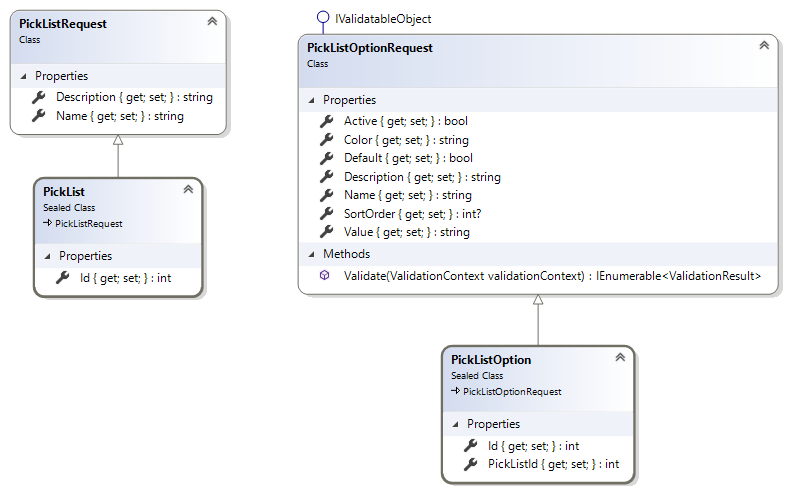 PickListRequest
Class
Properties
Description { get; set; } : string
Name { get; set; } : string
PickList
Sealed Class
PickListRequest
Properties
Id { get; set; } : int
IValidatableObject
PickListOptionRequest
Class
Properties
Active { get; set; } : bool
Color { get; set; } : string
Default { get; set; } : bool
Description { get; set; } : string
Name { get; set; } : string
SortOrder { get; set; } : int?
Value { get; set; } : string
Methods
Validate(ValidationContext validationContext) : IEnumerable<ValidationResult>
PickListOption
Sealed Class
PickListOptionRequest
Properties
Id { get; set; } : int
PickListId { get; set; } : int